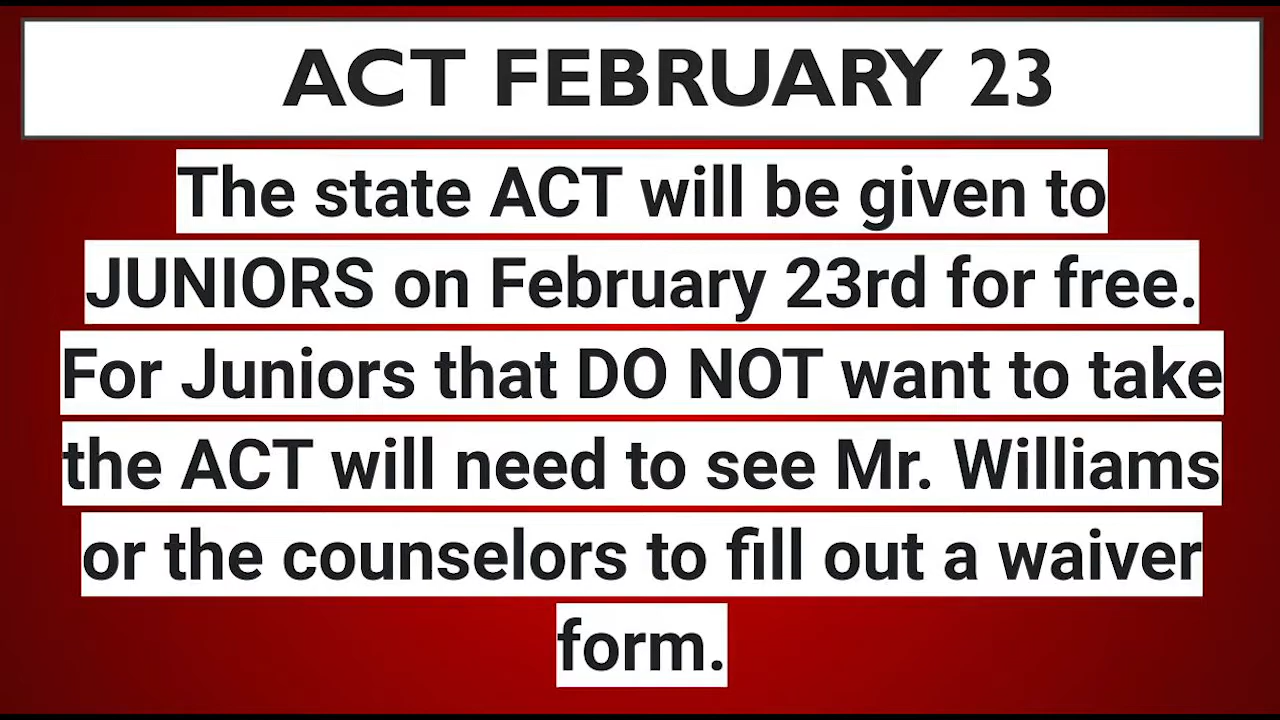 ACT FEBRUARY 23
The state ACT will be given to
JUNIORS on February 23rd for free.
For Juniors that DO NOT want to take
the ACT will need to see Mr. Williams
or the counselors to fill out a waiver
form.